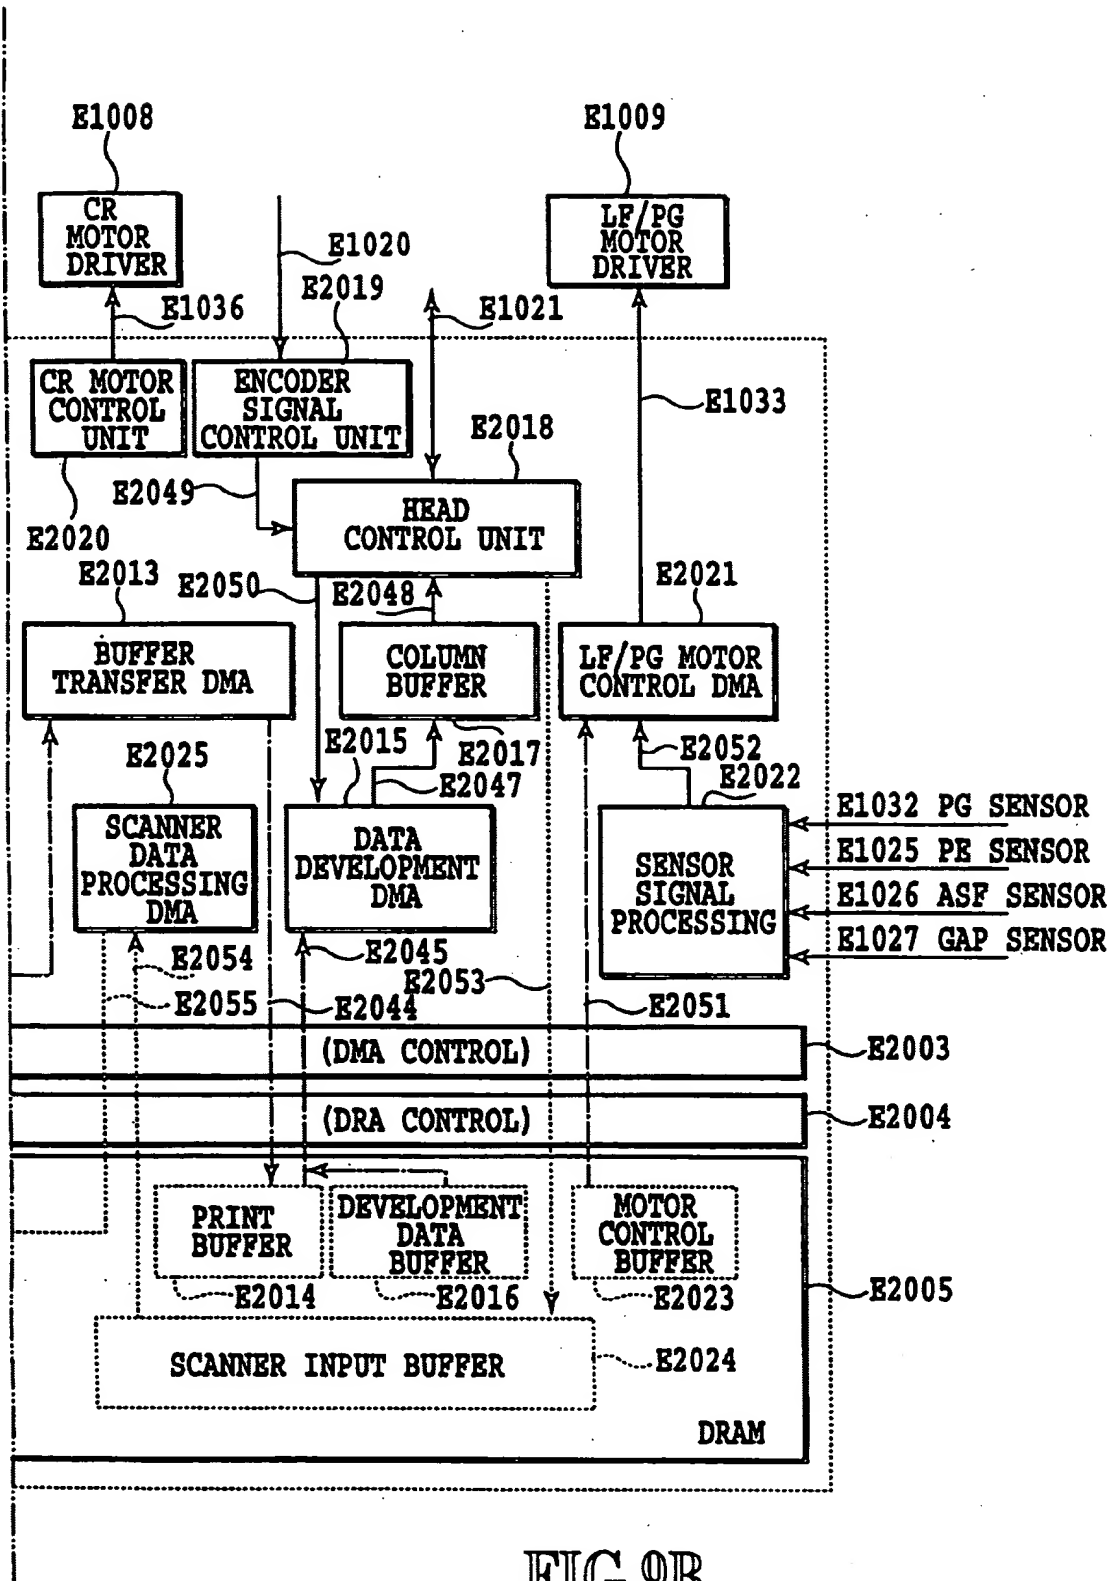 E1008
E1009
CR
MOTOR
DRIVER
LF/PG
MOTOR
DRIVER
E1020
E2019
E1036
E1021
CR MOTOR
CONTROL
UNIT
ENCODER
SIGNAL
CONTROL UNIT
E1033
E2018
E2049
HEAD
CONTROL UNIT
E2020
E2013
E2050
E2048
E2021
BUFFER
TRANSFER DMA
COLUMN
BUFFER
LF/PG MOTOR
CONTROL DMA
E2025
E2015
E2017
E2052
E2022
E2047
SCANNER
DATA
PROCESSING
DMA
DATA
DEVELOPMENT
DMA
SENSOR
SIGNAL
PROCESSING
E1032 PG SENSOR
E1025 PE SENSOR
E1026 ASF SENSOR
E1027 GAP SENSOR
E2054
E2045
E2053
E2055
E2044
E2051
(DMA CONTROL)
E2003
(DRA CONTROL)
E2004
PRINT
BUFFER
DEVELOPMENT
DATA
BUFFER
MOTOR
CONTROL
BUFFER
E2014
E2016
E2023
E2005
SCANNER INPUT BUFFER
E2024
DRAM
FIG.9B